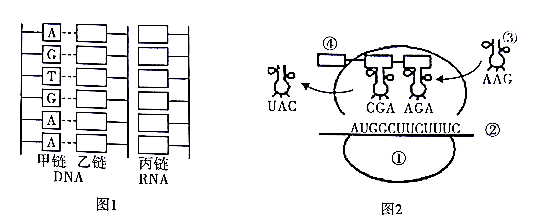 A
G
T
G
A
A
甲链 乙链 丙链
DNA RNA
图1
④
(3)
UAC
CGA AGA
AAG
AUGGCUUCUUUC
②
①
图2